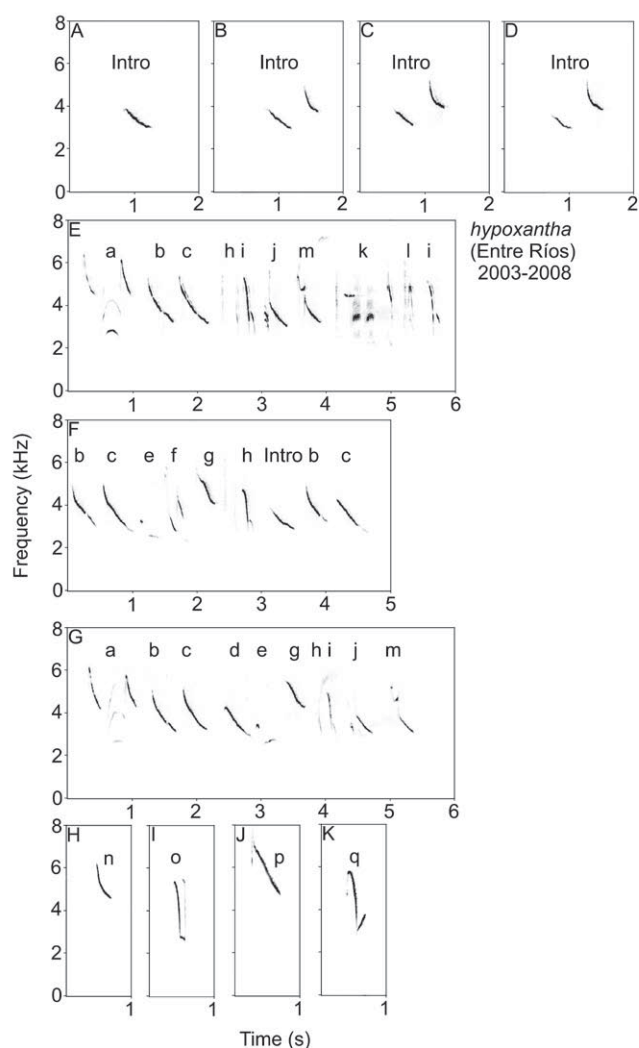 A B C D
Intro Intro Intro Intro
8
6
4
2
0
1 2 1 2 1 2 1 2
hypoxantha
(Entre Ríos)
2003-2008
E
a b c h i j m k l i
8
6
4
2
0
1 2 3 4 5 6
F
b c e f g h Intro b c
8
6
4
2
0
1 2 3 4 5
G
a b c d e g h i j m
8
6
4
2
0
1 2 3 4 5 6
H I J K
n o p q
8
6
4
2
0
1 1 1 1
Frequency (kHz)
Time (s)